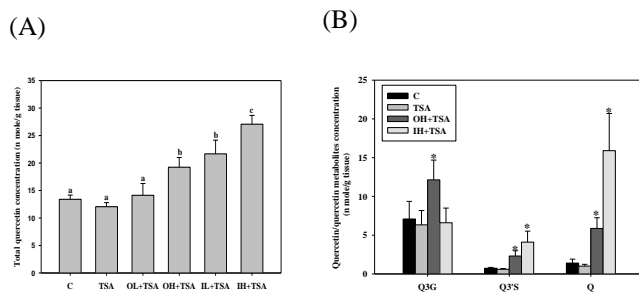 (A)
(B)
Total quercetin concentration (n mole/g tissue)
35
30
25
20
15
10
5
0
a
a
a
b
b
c
C TSA OL+TSA OH+TSA IL+TSA IH+TSA
Quercetin/quercetin metabolites concentration
(n mole/g tissue)
25
20
15
10
5
0
C
TSA
OH+TSA
IH+TSA
*
*
*
*
*
Q3G Q3'S Q